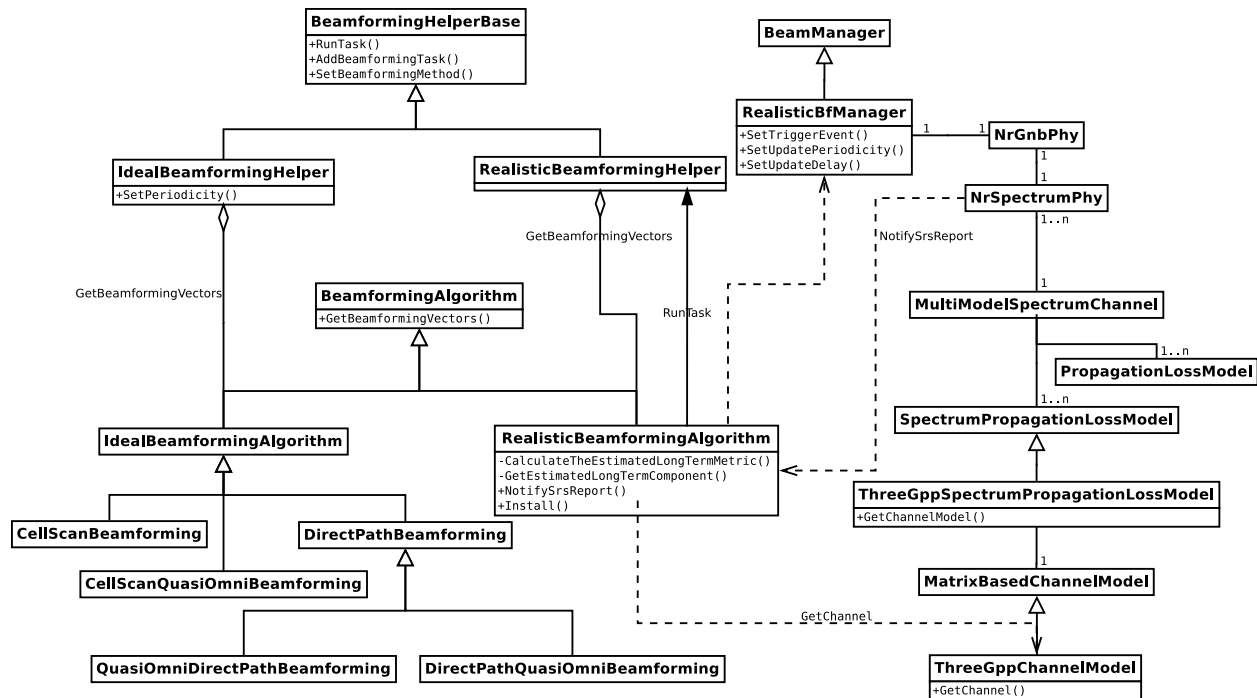 BeamformingHelperBase
+RunTask()
+AddBeamformingTask()
+SetBeamformingMethod()
BeamManager
RealisticBfManager
+SetTriggerEvent()
+SetUpdatePeriodicity()
+SetUpdateDelay()
1
1
NrGnbPhy
1
1
NrSpectrumPhy
1..n
IdealBeamformingHelper
+SetPeriodicity()
RealisticBeamformingHelper
GetBeamformingVectors
NotifySrsReport
GetBeamformingVectors
BeamformingAlgorithm
+GetBeamformingVectors()
RunTask
1
MultiModelSpectrumChannel
1..n
PropagationLossModel
1..n
SpectrumPropagationLossModel
IdealBeamformingAlgorithm
RealisticBeamformingAlgorithm
-CalculateTheEstimatedLongTermMetric()
-GetEstimatedLongTermComponent()
+NotifySrsReport()
+Install()
ThreeGppSpectrumPropagationLossModel
+GetChannelModel()
CellScanBeamforming
DirectPathBeamforming
1
MatrixBasedChannelModel
CellScanQuasiOmniBeamforming
GetChannel
QuasiOmniDirectPathBeamforming
DirectPathQuasiOmniBeamforming
ThreeGppChannelModel
+GetChannel()